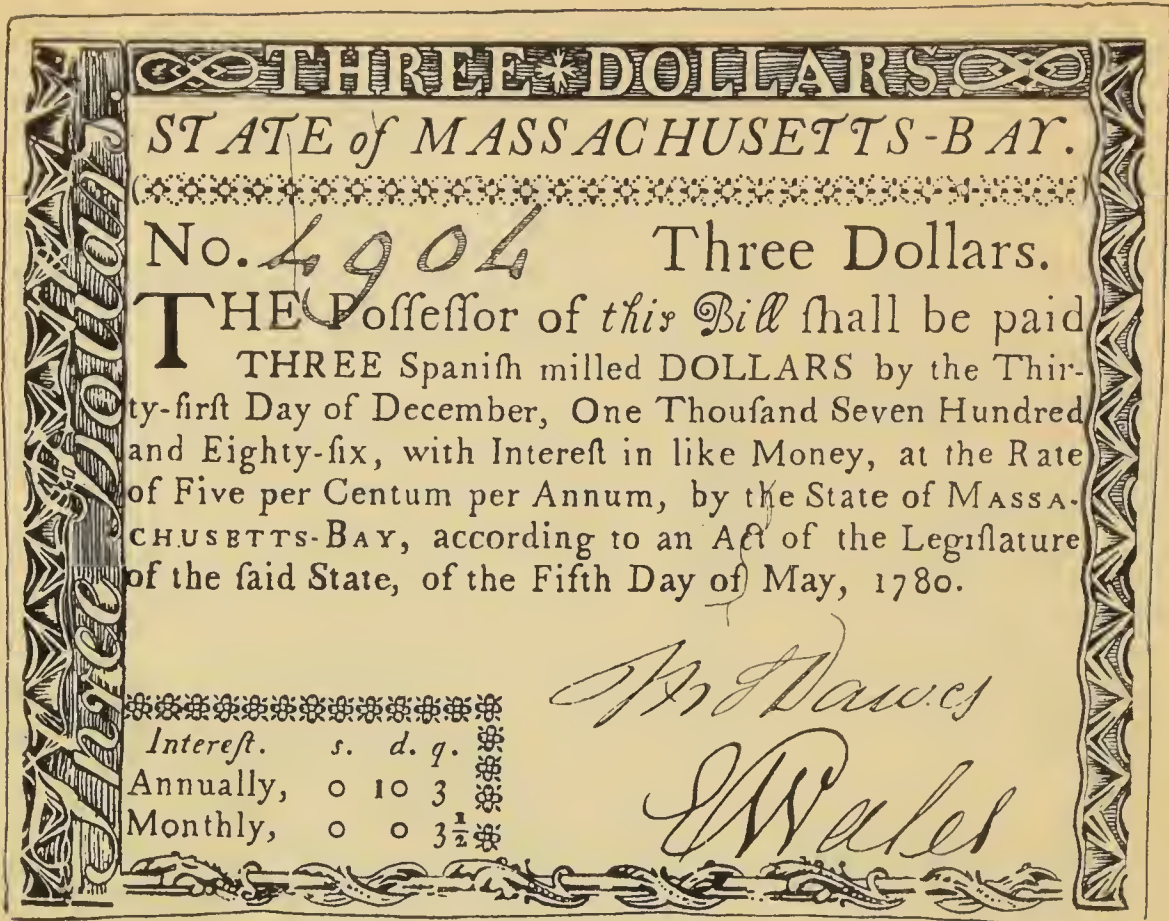 THREE DOLLARS.
STATE of MASSACHUSETTS-BAY.
No. 4904 Three Dollars.
THE Poſſeſſor of this Bill ſhall be paid
THREE Spaniſh milled DOLLARS by the Thir-
ty-firſt Day of December, One Thouſand Seven Hundred
and Eighty-ſix, with Intereſt in like Money, at the Rate
of Five per Centum per Annum, by the State of MASSA-
CHUSETTS-BAY, according to an Act of the Legiſlature
of the ſaid State, of the Fifth Day of May, 1780.
Dawes
Wales
Intereſt. s. d. q.
Annually, 0 10 3
Monthly, 0 0 3½
Three Dollars.